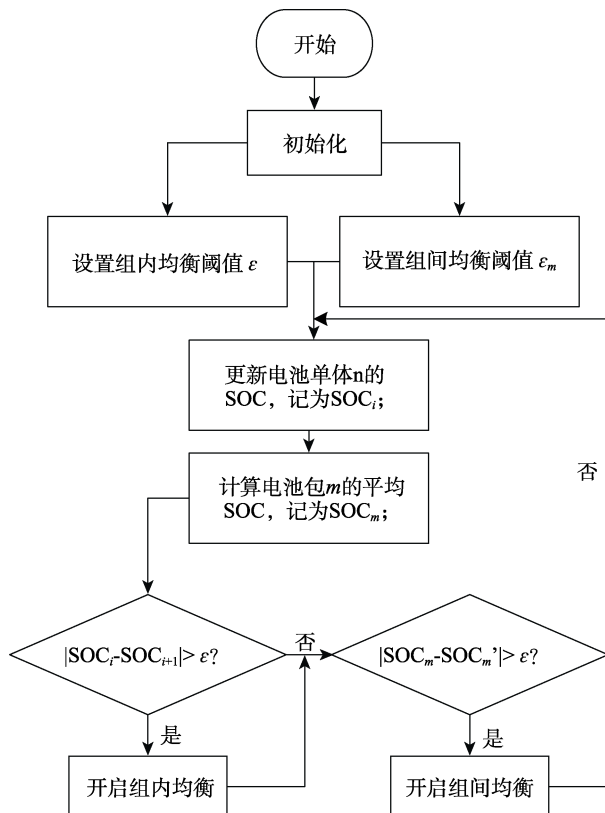 开始
初始化
设置组内均衡阈值 ε
设置组间均衡阈值 εm
更新电池单体n的
SOC，记为SOCi；
计算电池包m的平均
SOC，记为SOCm；
否
|SOCi-SOCi+1|> ε?
否
|SOCm-SOCm’|> ε?
是
是
开启组内均衡
开启组间均衡